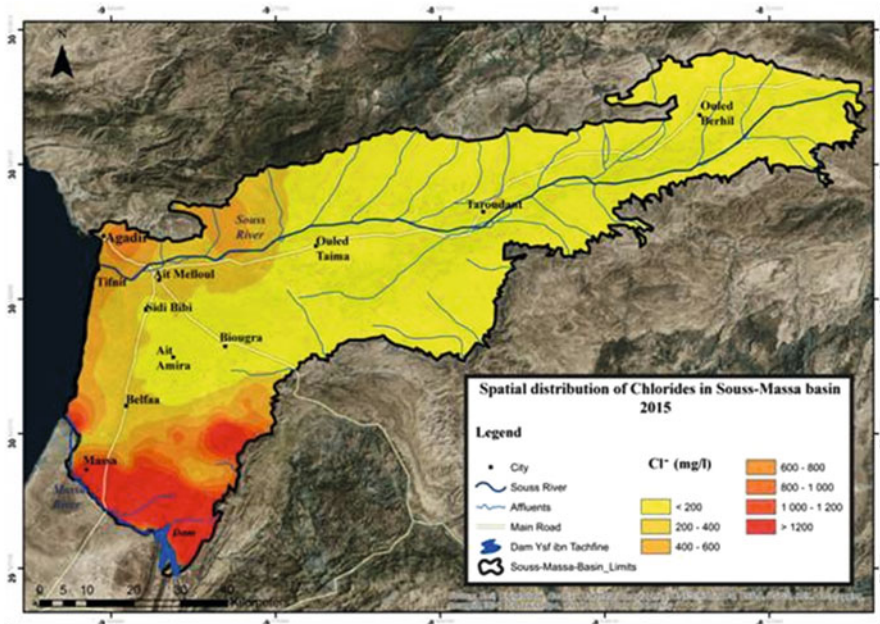 N
Ouled
Berhil
Taroudant
Souss
River
Agadir
Ouled
Taima
Tifnit
Ait Melloul
Sidi Bibi
Biougra
Ait
Amira
Belfaa
Massa
Massa
River
Dam
0 5 10 20 30 40
Spatial distribution of Chlorides in Souss-Massa basin
2015
Legend
City
Souss River
Affluents
Main Road
Dam Ysf ibn Tachfine
Souss-Massa-Basin_Limits
Cl⁻ (mg/l)
< 200
200 - 400
400 - 600
600 - 800
800 - 1 000
1 000 - 1 200
> 1200